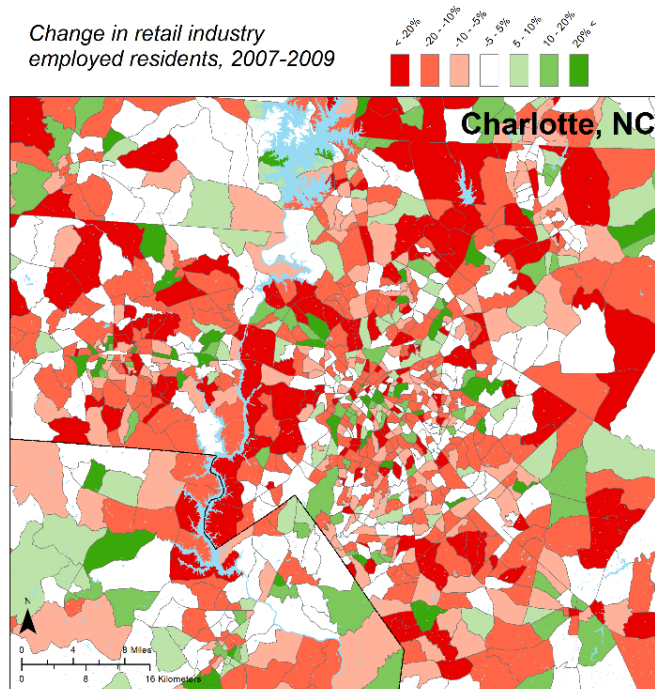 Change in retail industry
employed residents, 2007-2009
< -20%
-20 - -10%
-10 - -5%
-5 - 5%
5 - 10%
10 - 20%
20% <
Charlotte, NC
N
0 4 8 Miles
0 8 16 Kilometers